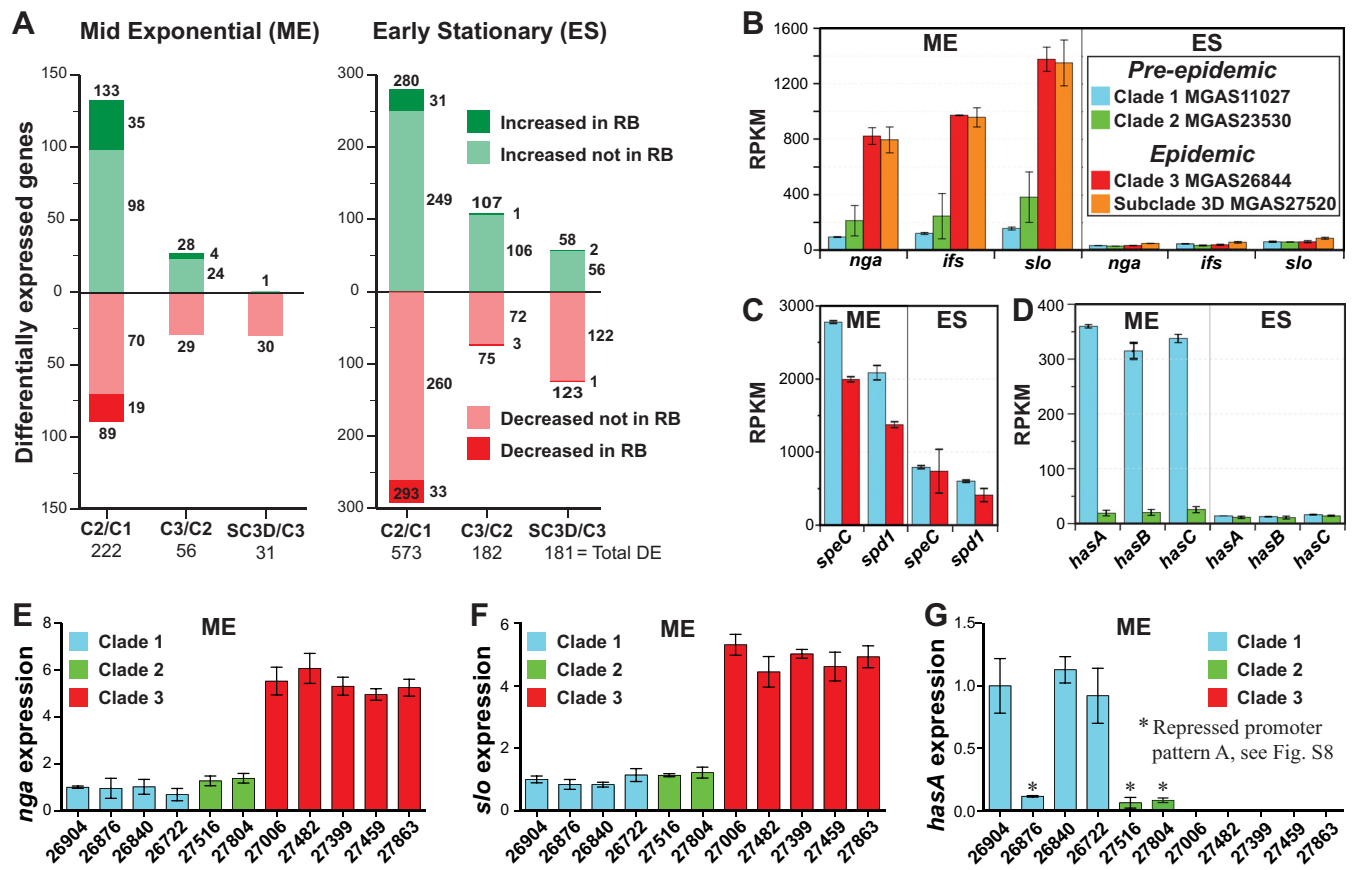 A
Mid Exponential (ME)
Early Stationary (ES)
Differentially expressed genes
150
100
50
0
50
100
150
133
35
98
70
19
89
28
4
24
29
1
30
C2/C1
C3/C2
SC3D/C3
222
56
31
300
200
100
0
100
200
300
280
31
249
260
293
33
107
1
106
72
3
75
58
2
56
122
1
123
Increased in RB
Increased not in RB
Decreased not in RB
Decreased in RB
C2/C1
C3/C2
SC3D/C3
573
182
181 = Total DE
B
RPKM
1600
1200
800
400
0
ME
ES
Pre-epidemic
Clade 1 MGAS11027
Clade 2 MGAS23530
Epidemic
Clade 3 MGAS26844
Subclade 3D MGAS27520
nga
ifs
slo
nga
ifs
slo
C
RPKM
3000
2000
1000
0
ME
ES
speC
spd1
speC
spd1
D
RPKM
400
300
200
100
0
ME
ES
hasA
hasB
hasC
hasA
hasB
hasC
E
nga expression
8
6
4
2
0
Clade 1
Clade 2
Clade 3
ME
26904
26876
26840
26722
27516
27804
27006
27482
27399
27459
27863
F
slo expression
6
4
2
0
Clade 1
Clade 2
Clade 3
ME
26904
26876
26840
26722
27516
27804
27006
27482
27399
27459
27863
G
hasA expression
1.5
1.0
0.5
0.0
ME
Clade 1
Clade 2
Clade 3
* Repressed promoter
pattern A, see Fig. S8
*
*
*
26904
26876
26840
26722
27516
27804
27006
27482
27399
27459
27863